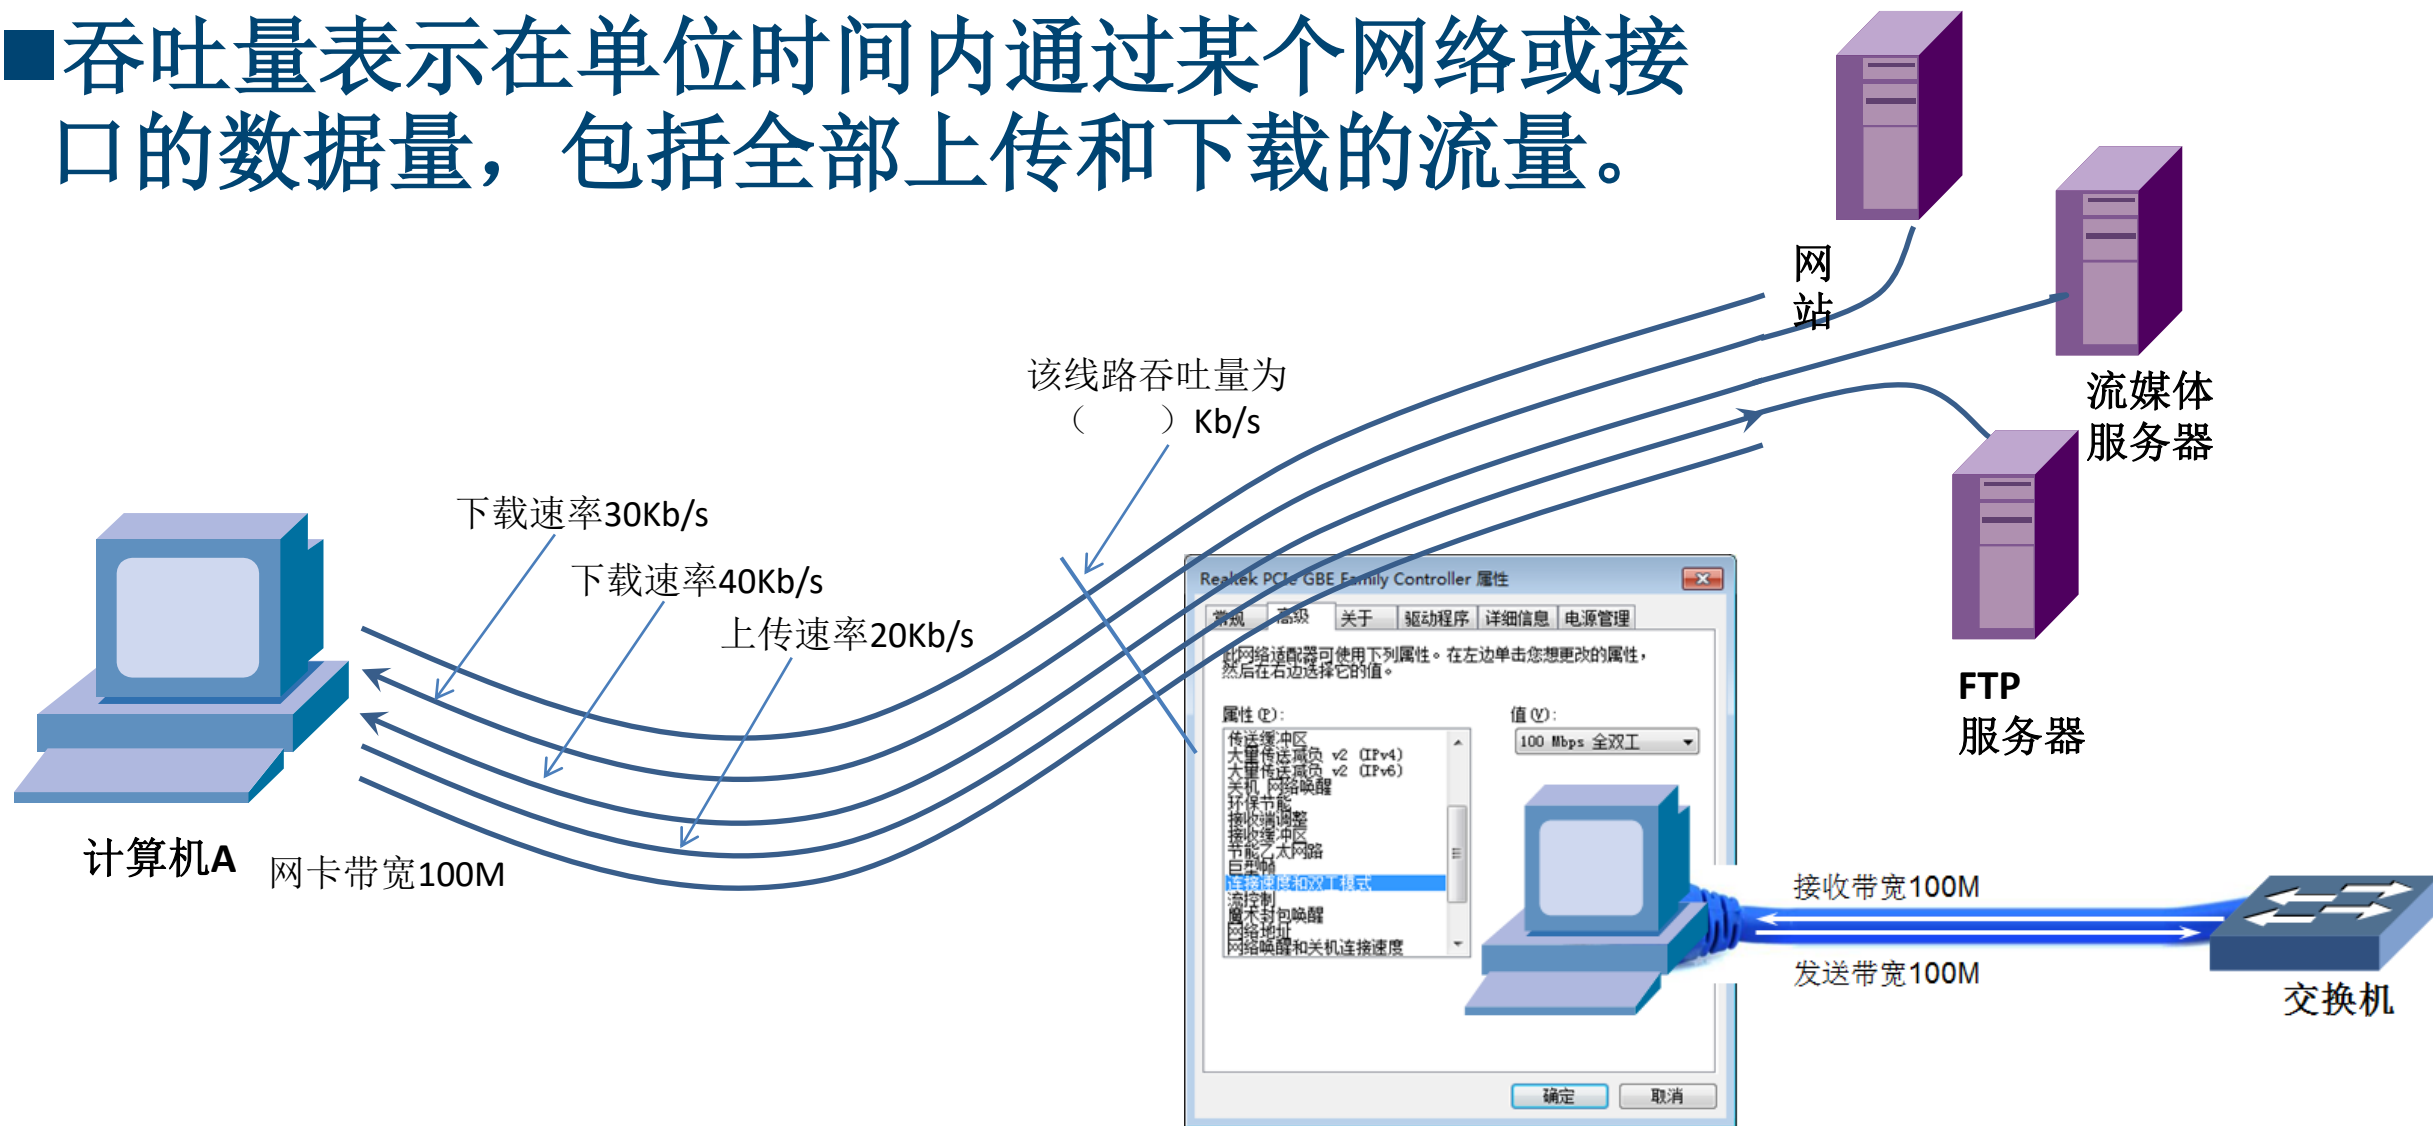 ■吞吐量表示在单位时间内通过某个网络或接
口的数据量，包括全部上传和下载的流量。
网
站
流媒体
服务器
该线路吞吐量为
（　　）Kb/s
下载速率30Kb/s
下载速率40Kb/s
上传速率20Kb/s
计算机A
网卡带宽100M
FTP
服务器
Realtek PCIe GBE Family Controller 属性
常规 高级 关于 驱动程序 详细信息 电源管理
此网络适配器可使用下列属性。在左边单击您想更改的属性，
然后在右边选择它的值。
属性(P):
值(V):
传送缓冲区
大量传送减负 v2 (IPv4)
大量传送减负 v2 (IPv6)
关机 网络唤醒
环保节能
接收端调整
接收缓冲区
节能乙太网路
巨型帧
连接速度和双工模式
流控制
魔术封包唤醒
网络地址
网络唤醒和关机连接速度
100 Mbps 全双工
确定
取消
接收带宽100M
发送带宽100M
交换机